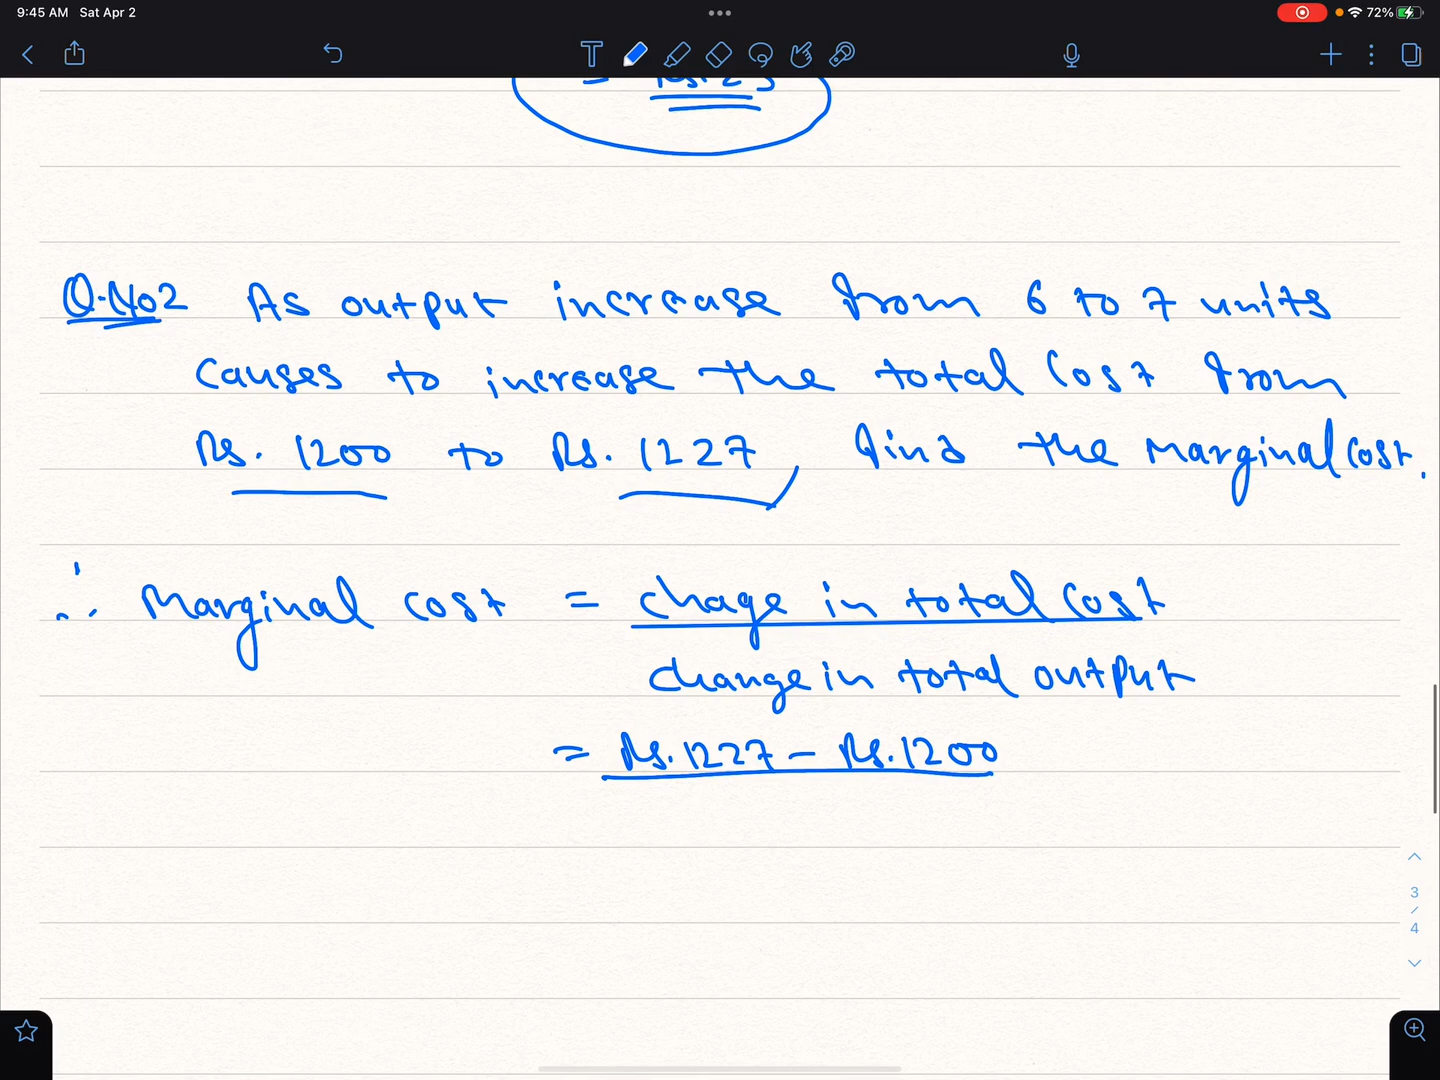 9:45 AM Sat Apr 2
72%
Q.No2 As output increase from 6 to 7 units
causes to increase the total cost from
Rs. 1200 to Rs. 1227, find the Marginal cost.
∴ Marginal cost = chage in total cost
change in total output
= Rs.1227 - Rs.1200
3
/
4